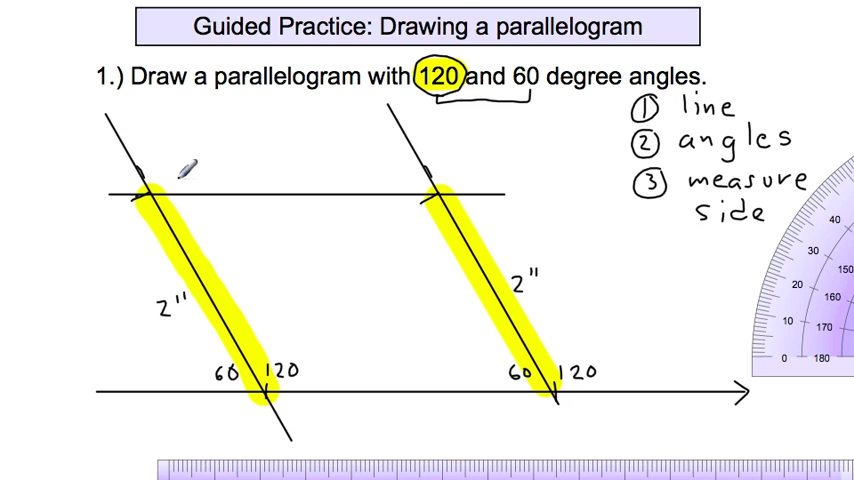 Guided Practice: Drawing a parallelogram
1.) Draw a parallelogram with 120 and 60 degree angles.
① line
② angles
③ measure
side
2"
2"
60 120
60 120
40
30
20
10
0
150
160
170
180